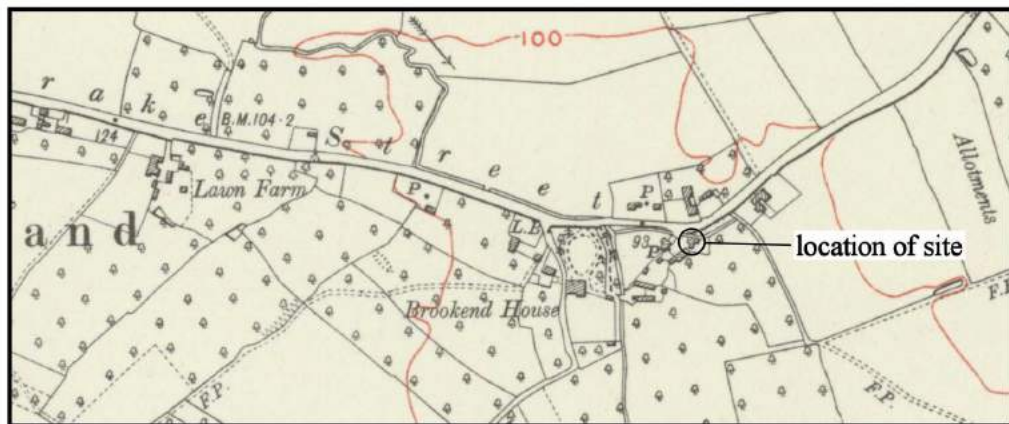 100
r a k e
S t r e e t
B.M.104·2
124
Lawn Farm
a n d
P
P
L.B
93
P
location of site
Allotments
Brookend House
F.P.
F.P.
F.P.